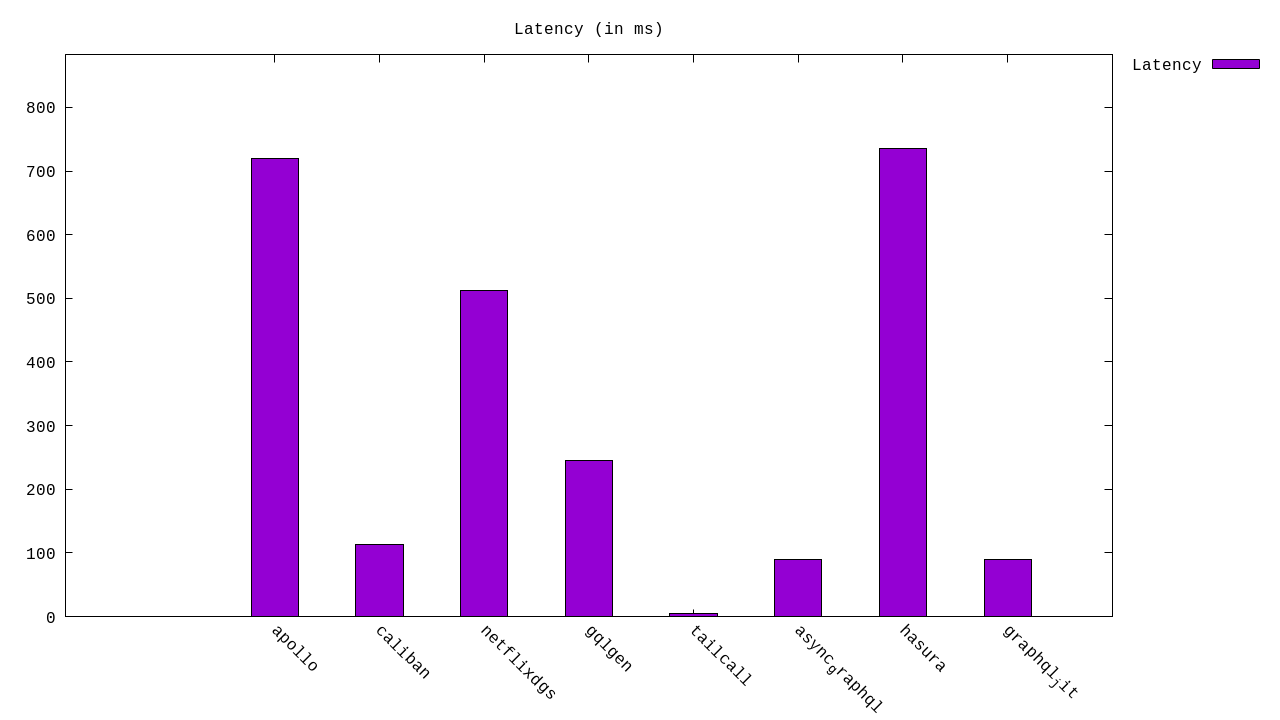 Latency (in ms)
Latency
800
700
600
500
400
300
200
100
0
apollo
caliban
netflixdgs
gqlgen
tailcall
async_graphql
hasura
graphql_jit